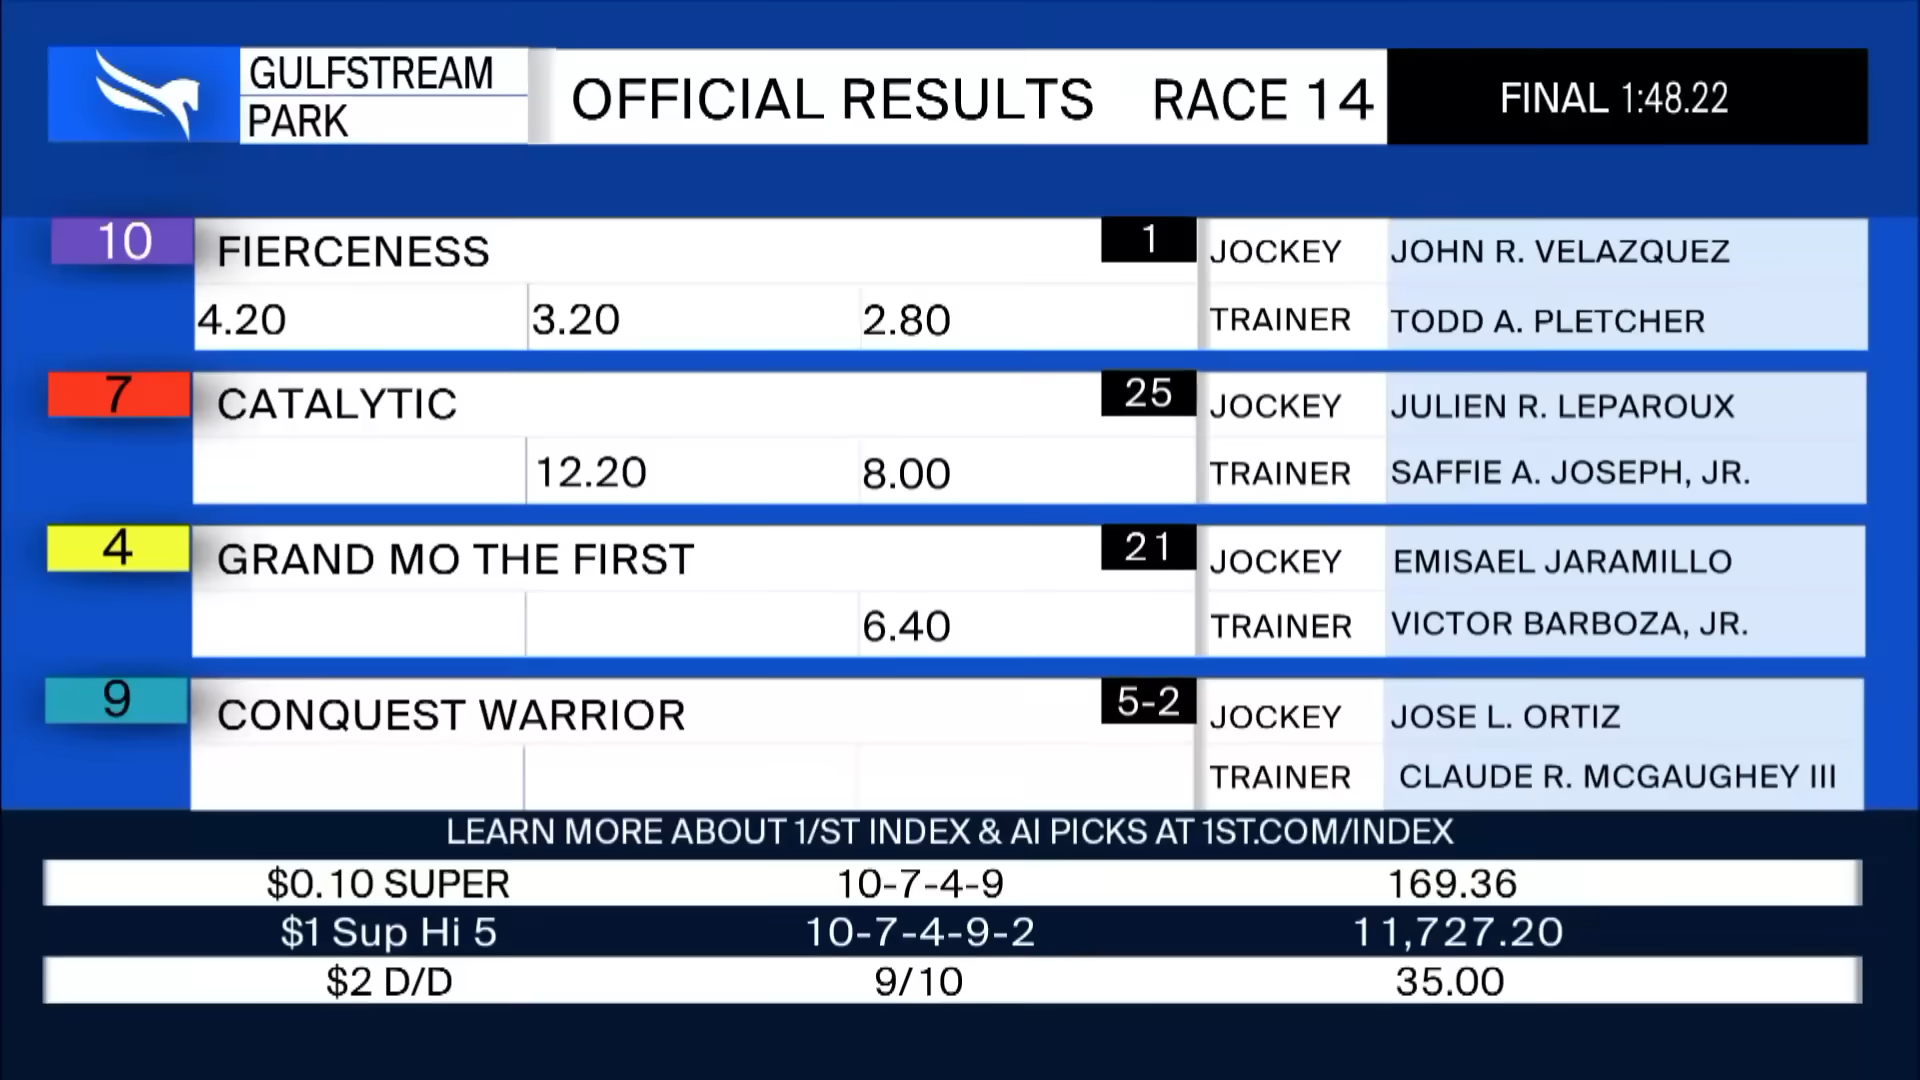 GULFSTREAM
PARK
OFFICIAL RESULTS RACE 14
FINAL 1:48.22
10 FIERCENESS 1 JOCKEY JOHN R. VELAZQUEZ
4.20 3.20 2.80 TRAINER TODD A. PLETCHER
7 CATALYTIC 25 JOCKEY JULIEN R. LEPAROUX
12.20 8.00 TRAINER SAFFIE A. JOSEPH, JR.
4 GRAND MO THE FIRST 21 JOCKEY EMISAEL JARAMILLO
6.40 TRAINER VICTOR BARBOZA, JR.
9 CONQUEST WARRIOR 5-2 JOCKEY JOSE L. ORTIZ
TRAINER CLAUDE R. MCGAUGHEY III
LEARN MORE ABOUT 1/ST INDEX & AI PICKS AT 1ST.COM/INDEX
$0.10 SUPER 10-7-4-9 169.36
$1 Sup Hi 5 10-7-4-9-2 11,727.20
$2 D/D 9/10 35.00